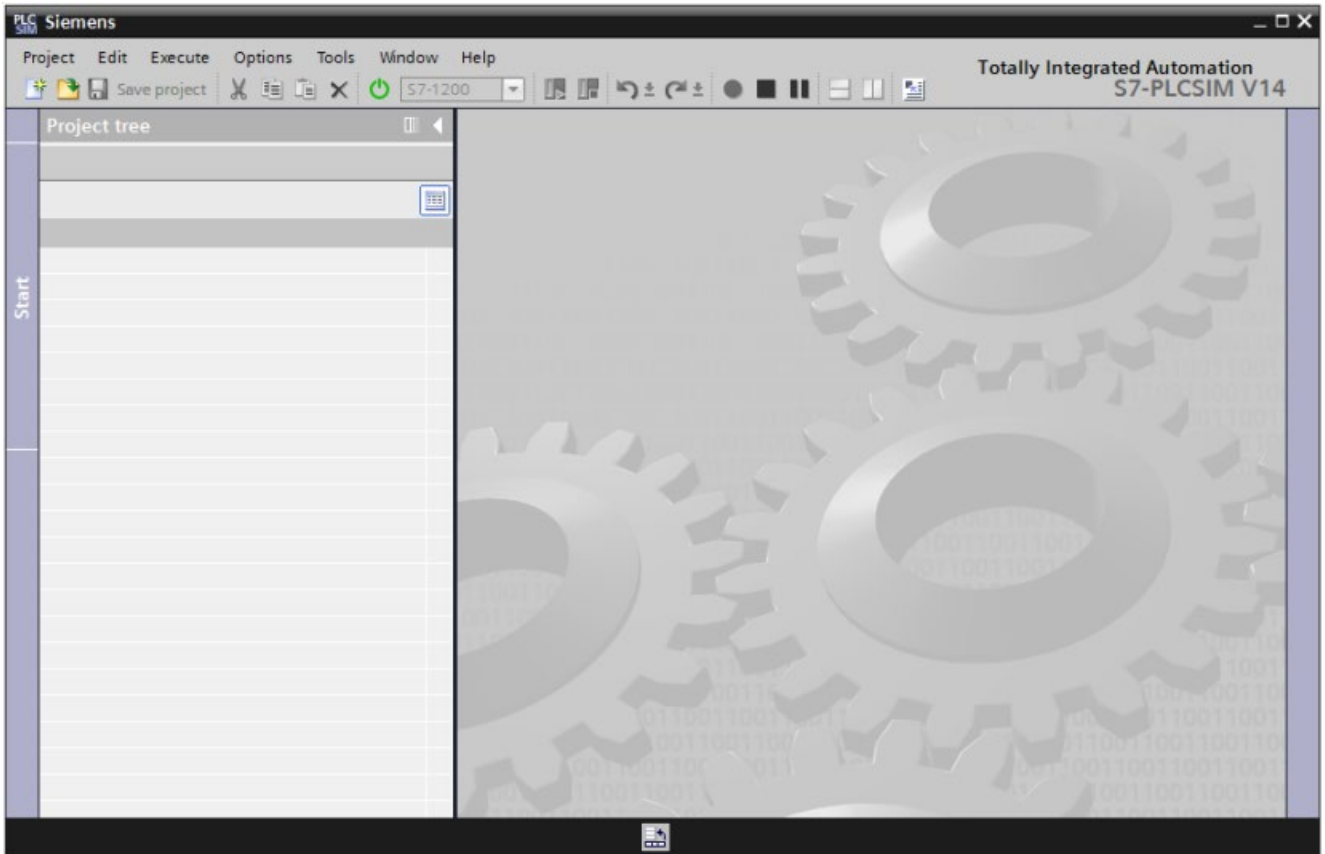 PLC SIM Siemens
Project Edit Execute Options Tools Window Help
Totally Integrated Automation
Save project S7-1200
S7-PLCSIM V14
Project tree
Start